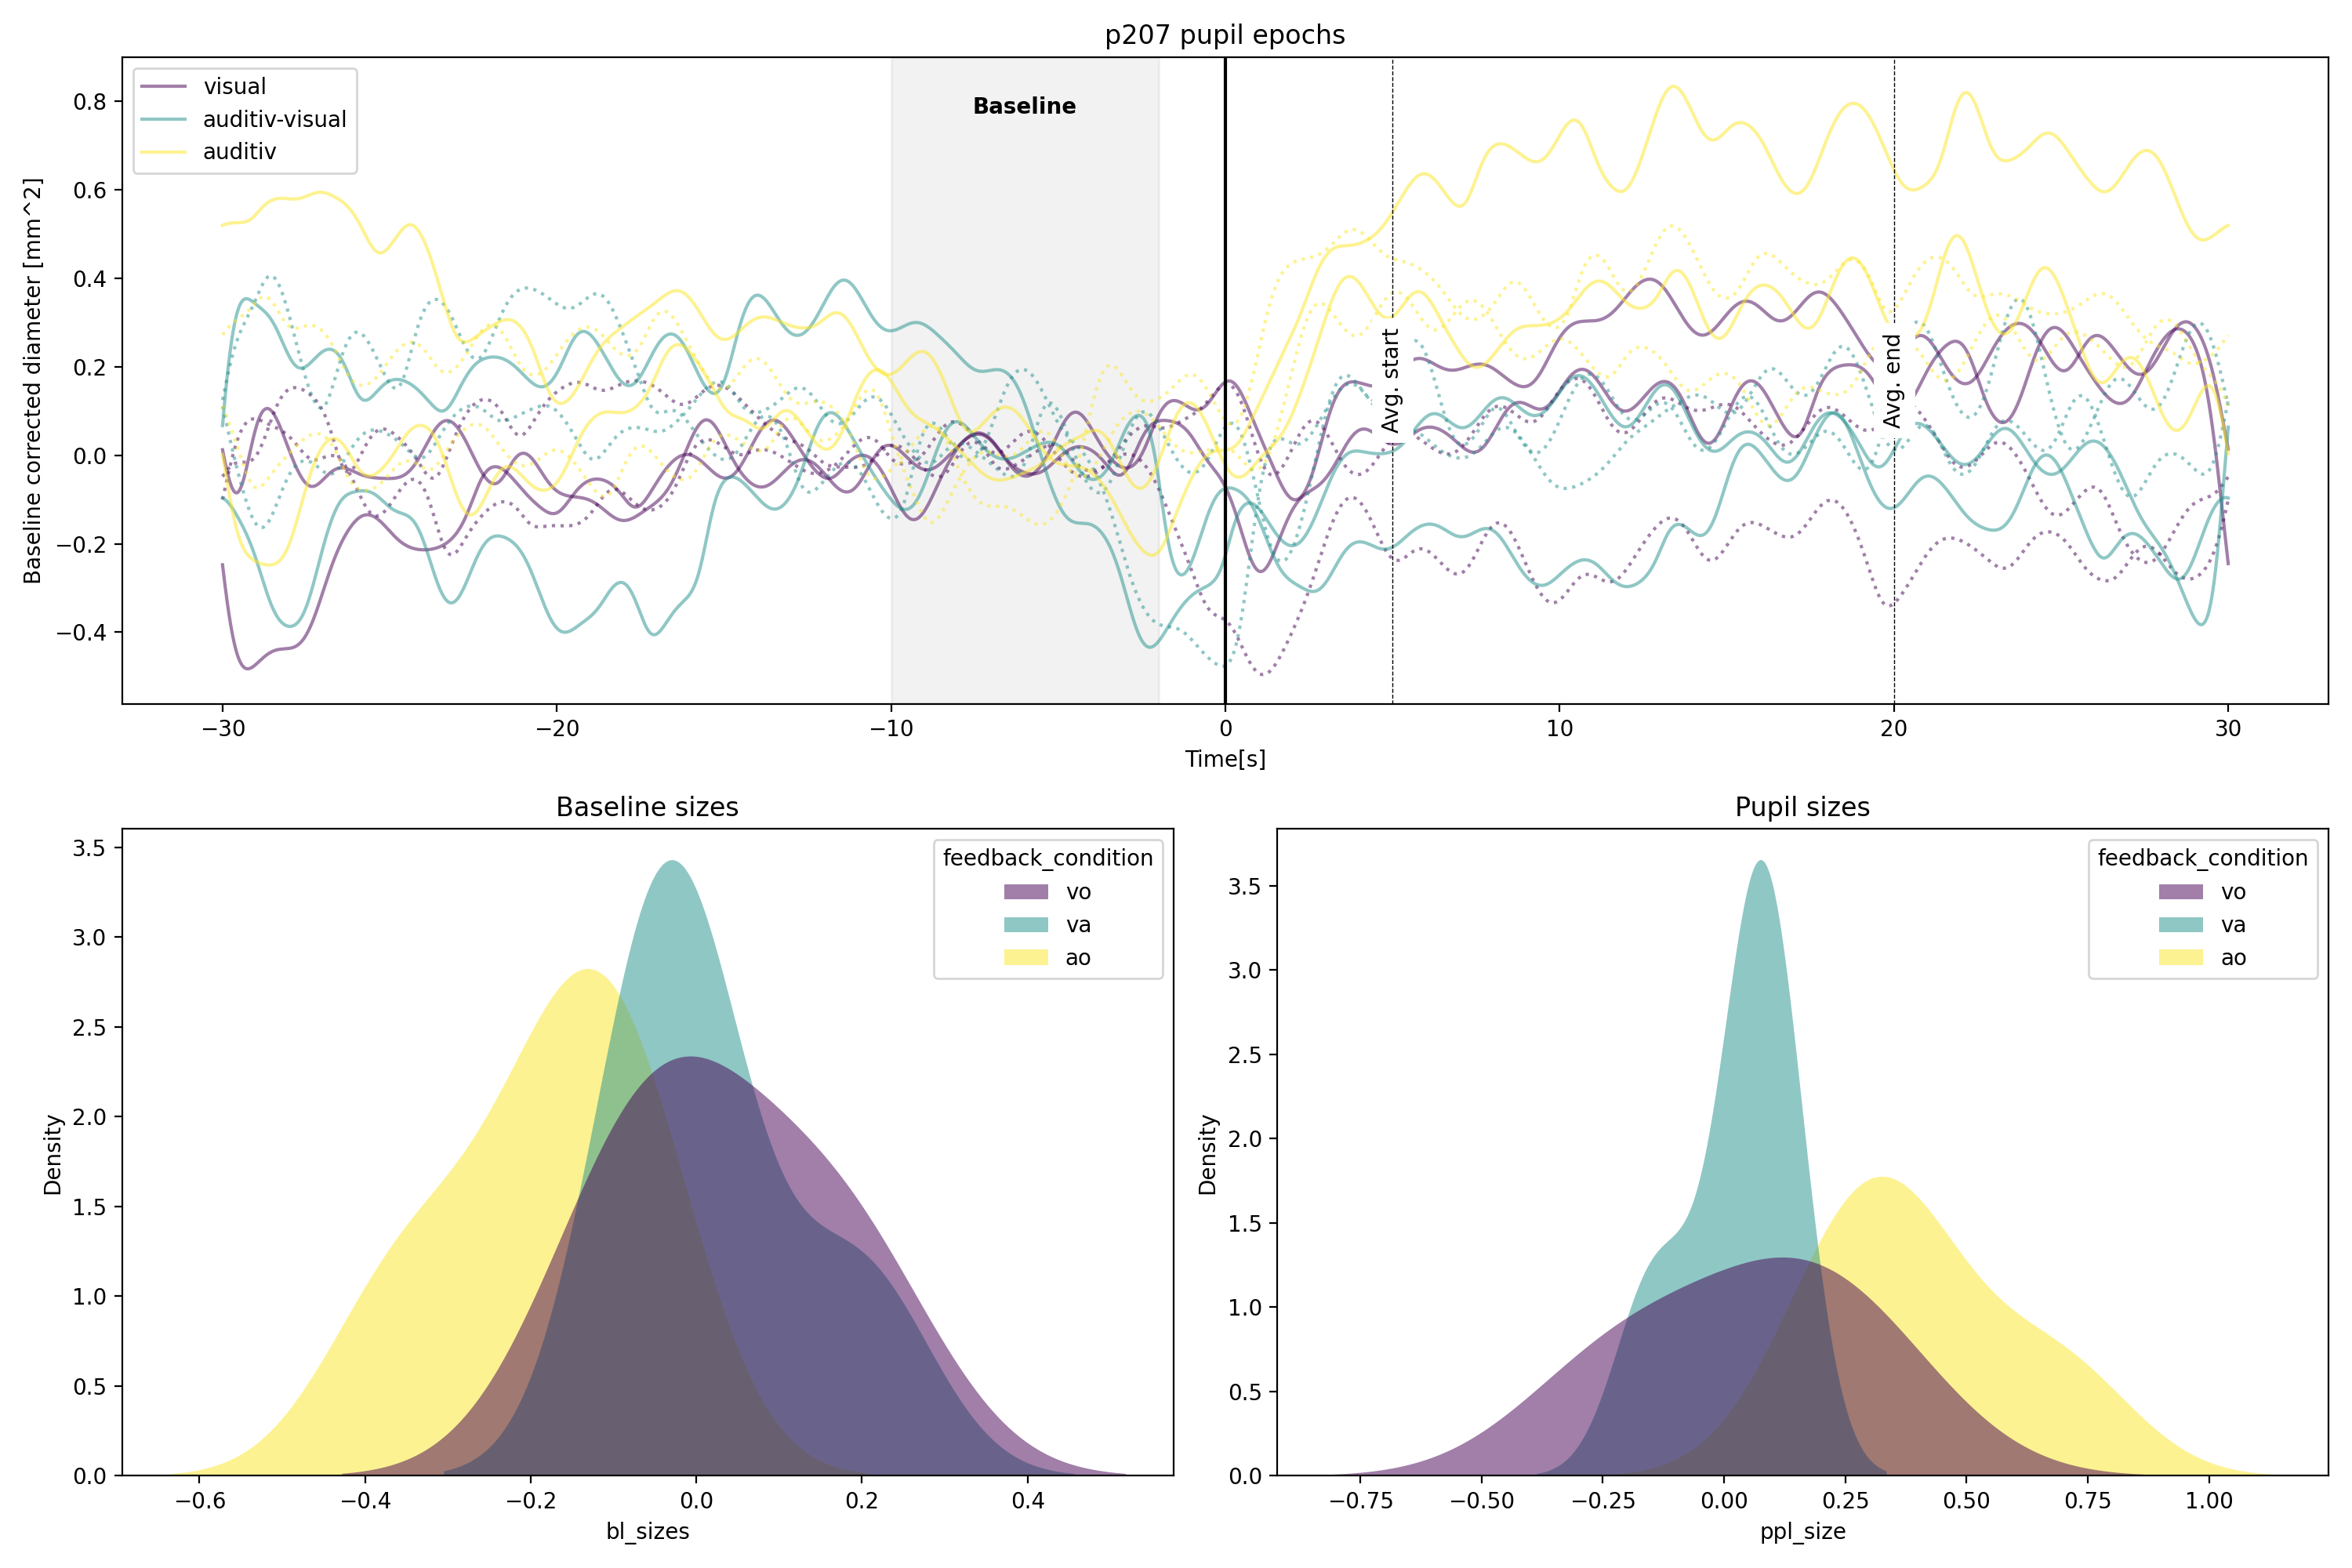 p207 pupil epochs
visual
auditiv-visual
auditiv
Baseline
Avg. start
Avg. end
Baseline corrected diameter [mm^2]
0.8
0.6
0.4
0.2
0.0
−0.2
−0.4
−30
−20
−10
0
10
20
30
Time[s]
Baseline sizes
feedback_condition
vo
va
ao
Density
3.5
3.0
2.5
2.0
1.5
1.0
0.5
0.0
−0.6
−0.4
−0.2
0.0
0.2
0.4
bl_sizes
Pupil sizes
feedback_condition
vo
va
ao
Density
3.5
3.0
2.5
2.0
1.5
1.0
0.5
0.0
−0.75
−0.50
−0.25
0.00
0.25
0.50
0.75
1.00
ppl_size